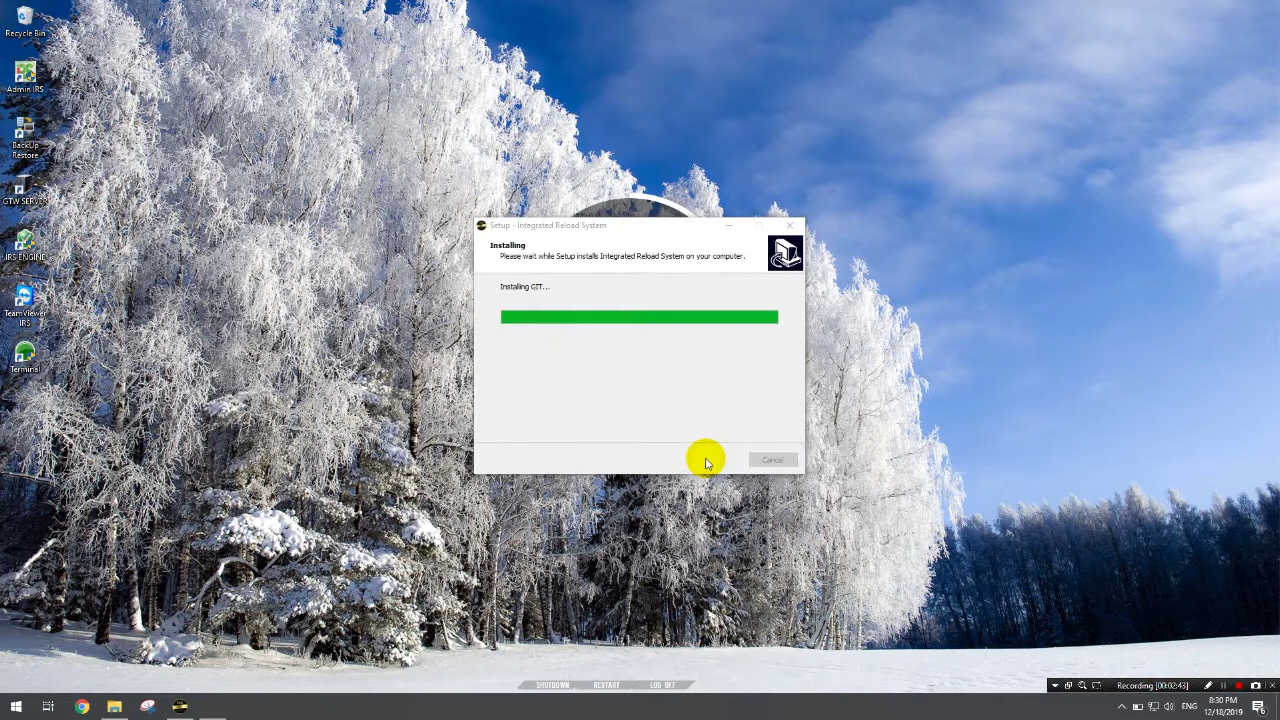 Recycle Bin
Admin IRS
BackUp
Restore
GTW SERVER
IRS ENGINE
TeamViewer
IRS
Terminal
Setup - Integrated Reload System
Installing
Please wait while Setup installs Integrated Reload System on your computer.
Installing GIT...
Cancel
SHUTDOWN RESTART LOG OFF
Recording [00:02:43]
ENG
8:30 PM
12/18/2019
6